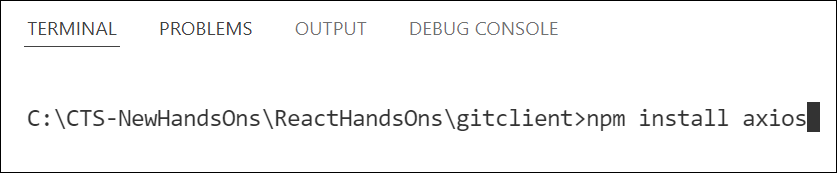 TERMINAL PROBLEMS OUTPUT DEBUG CONSOLE
C:\CTS-NewHandsOns\ReactHandsOns\gitclient>npm install axios